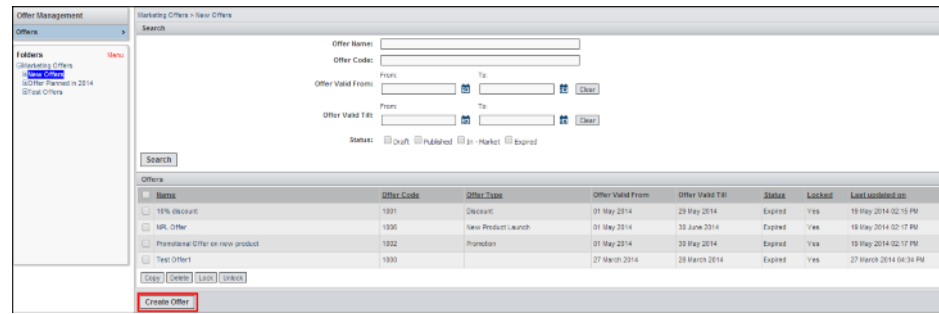 Offer Management
Offers >
Folders Menu
Marketing Offers
New Offers
Offer Planned in 2014
Test Offers
Marketing Offers > New Offers
Search
Offer Name:
Offer Code:
From: To:
Offer Valid From: Clear
From: To:
Offer Valid Till: Clear
Status: Draft Published In - Market Expired
Search
Offers
Name Offer Code Offer Type Offer Valid From Offer Valid Till Status Locked Last updated on
10% discount 1001 Discount 01 May 2014 29 May 2014 Expired Yes 19 May 2014 02:15 PM
NPL Offer 1006 New Product Launch 01 May 2014 30 June 2014 Expired Yes 19 May 2014 02:17 PM
Promotional Offer on new product 1002 Promotion 01 May 2014 30 May 2014 Expired Yes 19 May 2014 02:17 PM
Test Offer1 1000 27 March 2014 28 March 2014 Expired Yes 27 March 2014 04:34 PM
Copy Delete Lock Unlock
Create Offer